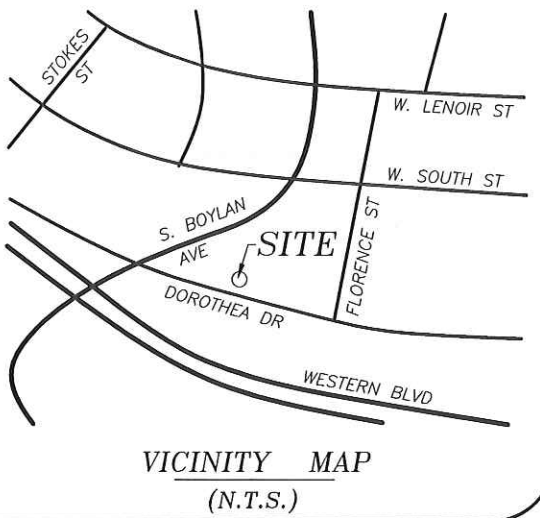 STOKES
ST
W. LENOIR ST
W. SOUTH ST
S. BOYLAN
AVE
SITE
FLORENCE ST
DOROTHEA DR
WESTERN BLVD
VICINITY MAP
(N.T.S.)